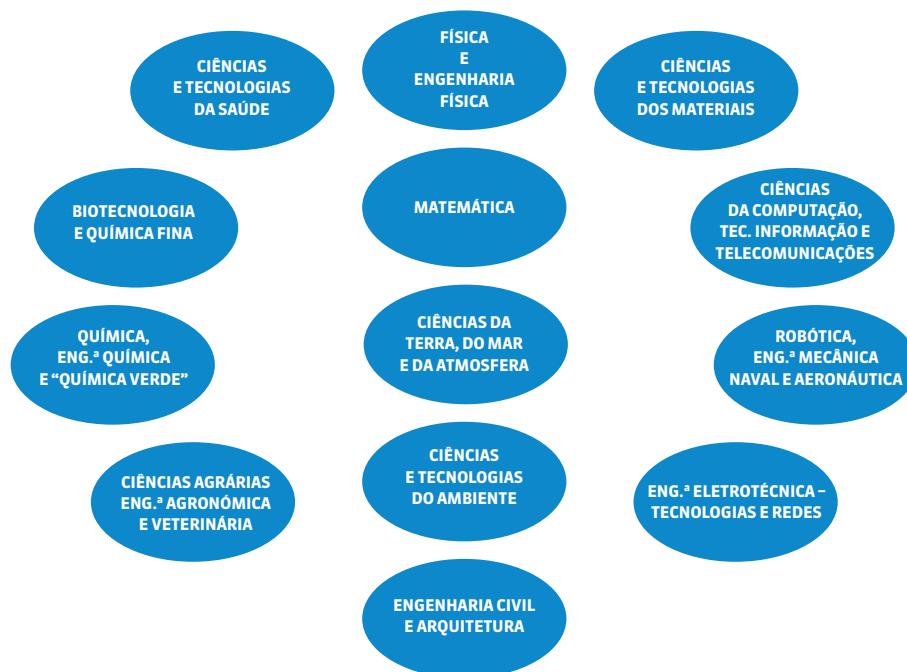 FÍSICA
E
ENGENHARIA
FÍSICA
CIÊNCIAS
E TECNOLOGIAS
DA SAÚDE
CIÊNCIAS
E TECNOLOGIAS
DOS MATERIAIS
MATEMÁTICA
BIOTECNOLOGIA
E QUÍMICA FINA
CIÊNCIAS
DA COMPUTAÇÃO,
TEC. INFORMAÇÃO E
TELECOMUNICAÇÕES
CIÊNCIAS DA
TERRA, DO MAR
E DA ATMOSFERA
QUÍMICA,
ENG.ª QUÍMICA
E “QUÍMICA VERDE”
ROBÓTICA,
ENG.ª MECÂNICA
NAVAL E AERONÁUTICA
CIÊNCIAS
E TECNOLOGIAS
DO AMBIENTE
CIÊNCIAS AGRÁRIAS
ENG.ª AGRONÓMICA
E VETERINÁRIA
ENG.ª ELETROTÉCNICA –
TECNOLOGIAS E REDES
ENGENHARIA CIVIL
E ARQUITETURA